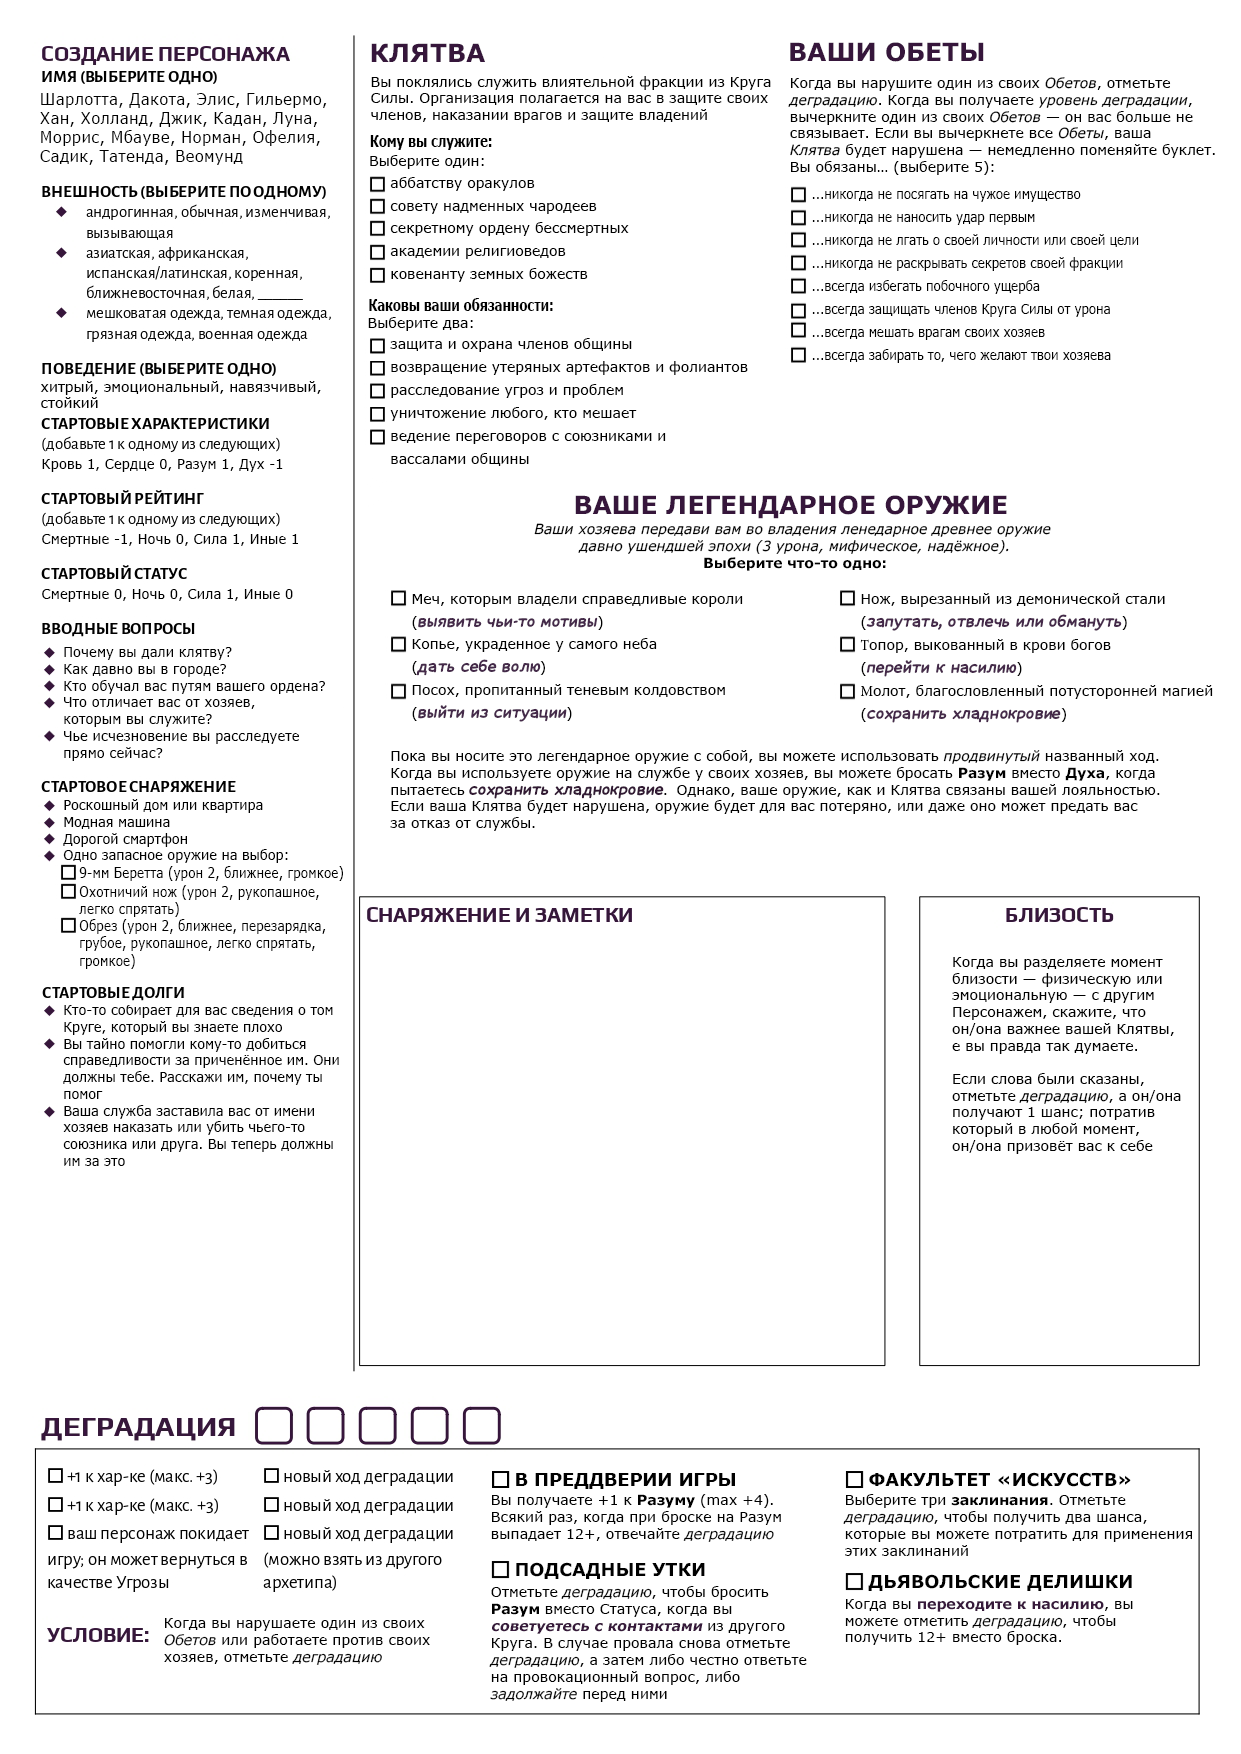 СОЗДАНИЕ ПЕРСОНАЖА
ИМЯ (ВЫБЕРИТЕ ОДНО)
Шарлотта, Дакота, Элис, Гильермо,
Хан, Холланд, Джик, Кадан, Луна,
Моррис, Мбауве, Норман, Офелия,
Садик, Татенда, Веомунд
ВНЕШНОСТЬ (ВЫБЕРИТЕ ПО ОДНОМУ)
андрогинная, обычная, изменчивая,
вызывающая
азиатская, африканская,
испанская/латинская, коренная,
ближневосточная, белая, ______
мешковатая одежда, темная одежда,
грязная одежда, военная одежда
ПОВЕДЕНИЕ (ВЫБЕРИТЕ ОДНО)
хитрый, эмоциональный, навязчивый,
стойкий
СТАРТОВЫЕ ХАРАКТЕРИСТИКИ
(добавьте 1 к одному из следующих)
Кровь 1, Сердце 0, Разум 1, Дух -1
СТАРТОВЫЙ РЕЙТИНГ
(добавьте 1 к одному из следующих)
Смертные -1, Ночь 0, Сила 1, Иные 1
СТАРТОВЫЙ СТАТУС
Смертные 0, Ночь 0, Сила 1, Иные 0
ВВОДНЫЕ ВОПРОСЫ
Почему вы дали клятву?
Как давно вы в городе?
Кто обучал вас путям вашего ордена?
Что отличает вас от хозяев,
которым вы служите?
Чье исчезновение вы расследуете
прямо сейчас?
СТАРТОВОЕ СНАРЯЖЕНИЕ
Роскошный дом или квартира
Модная машина
Дорогой смартфон
Одно запасное оружие на выбор:
9-мм Беретта (урон 2, ближнее, громкое)
Охотничий нож (урон 2, рукопашное,
легко спрятать)
Обрез (урон 2, ближнее, перезарядка,
грубое, рукопашное, легко спрятать,
громкое)
СТАРТОВЫЕ ДОЛГИ
Кто-то собирает для вас сведения о том
Круге, который вы знаете плохо
Вы тайно помогли кому-то добиться
справедливости за приченённое им. Они
должны тебе. Расскажи им, почему ты
помог
Ваша служба заставила вас от имени
хозяев наказать или убить чьего-то
союзника или друга. Вы теперь должны
им за это
КЛЯТВА
Вы поклялись служить влиятельной фракции из Круга
Силы. Организация полагается на вас в защите своих
членов, наказании врагов и защите владений
Кому вы служите:
Выберите один:
аббатству оракулов
совету надменных чародеев
секретному ордену бессмертных
академии религиоведов
ковенанту земных божеств
Каковы ваши обязанности:
Выберите два:
защита и охрана членов общины
возвращение утеряных артефактов и фолиантов
расследование угроз и проблем
уничтожение любого, кто мешает
ведение переговоров с союзниками и
вассалами общины
ВАШИ ОБЕТЫ
Когда вы нарушите один из своих Обетов, отметьте
деградацию. Когда вы получаете уровень деградации,
вычеркните один из своих Обетов — он вас больше не
связывает. Если вы вычеркнете все Обеты, ваша
Клятва будет нарушена — немедленно поменяйте буклет.
Вы обязаны... (выберите 5):
...никогда не посягать на чужое имущество
...никогда не наносить удар первым
...никогда не лгать о своей личности или своей цели
...никогда не раскрывать секретов своей фракции
...всегда избегать побочного ущерба
...всегда защищать членов Круга Силы от урона
...всегда мешать врагам своих хозяев
...всегда забирать то, чего желают твои хозяева
ВАШЕ ЛЕГЕНДАРНОЕ ОРУЖИЕ
Ваши хозяева передави вам во владения ленедарное древнее оружие
давно ушендшей эпохи (3 урона, мифическое, надёжное).
Выберите что-то одно:
Меч, которым владели справедливые короли
(выявить чьи-то мотивы)
Копье, украденное у самого неба
(дать себе волю)
Посох, пропитанный теневым колдовством
(выйти из ситуации)
Нож, вырезанный из демонической стали
(запутать, отвлечь или обмануть)
Топор, выкованный в крови богов
(перейти к насилию)
Молот, благословленный потусторонней магией
(сохранить хладнокровие)
Пока вы носите это легендарное оружие с собой, вы можете использовать продвинутый названный ход.
Когда вы используете оружие на службе у своих хозяев, вы можете бросать Разум вместо Духа, когда
пытаетесь сохранить хладнокровие. Однако, ваше оружие, как и Клятва связаны вашей лояльностью.
Если ваша Клятва будет нарушена, оружие будет для вас потеряно, или даже оно может предать вас
за отказ от службы.
СНАРЯЖЕНИЕ И ЗАМЕТКИ
БЛИЗОСТЬ
Когда вы разделяете момент
близости — физическую или
эмоциональную — с другим
Персонажем, скажите, что
он/она важнее вашей Клятвы,
е вы правда так думаете.
Если слова были сказаны,
отметьте деградацию, а он/она
получают 1 шанс; потратив
который в любой момент,
он/она призовёт вас к себе
ДЕГРАДАЦИЯ
+1 к хар-ке (макс. +3)
+1 к хар-ке (макс. +3)
ваш персонаж покидает
игру; он может вернуться в
качестве Угрозы
новый ход деградации
новый ход деградации
новый ход деградации
(можно взять из другого
архетипа)
УСЛОВИЕ:
Когда вы нарушаете один из своих
Обетов или работаете против своих
хозяев, отметьте деградацию
В ПРЕДДВЕРИИ ИГРЫ
Вы получаете +1 к Разуму (max +4).
Всякий раз, когда при броске на Разум
выпадает 12+, отвечайте деградацию
ПОДСАДНЫЕ УТКИ
Отметьте деградацию, чтобы бросить
Разум вместо Статуса, когда вы
советуетесь с контактами из другого
Круга. В случае провала снова отметьте
деградацию, а затем либо честно ответьте
на провокационный вопрос, либо
задолжайте перед ними
ФАКУЛЬТЕТ «ИСКУССТВ»
Выберите три заклинания. Отметьте
деградацию, чтобы получить два шанса,
которые вы можете потратить для применения
этих заклинаний
ДЬЯВОЛЬСКИЕ ДЕЛИШКИ
Когда вы переходите к насилию, вы
можете отметить деградацию, чтобы
получить 12+ вместо броска.